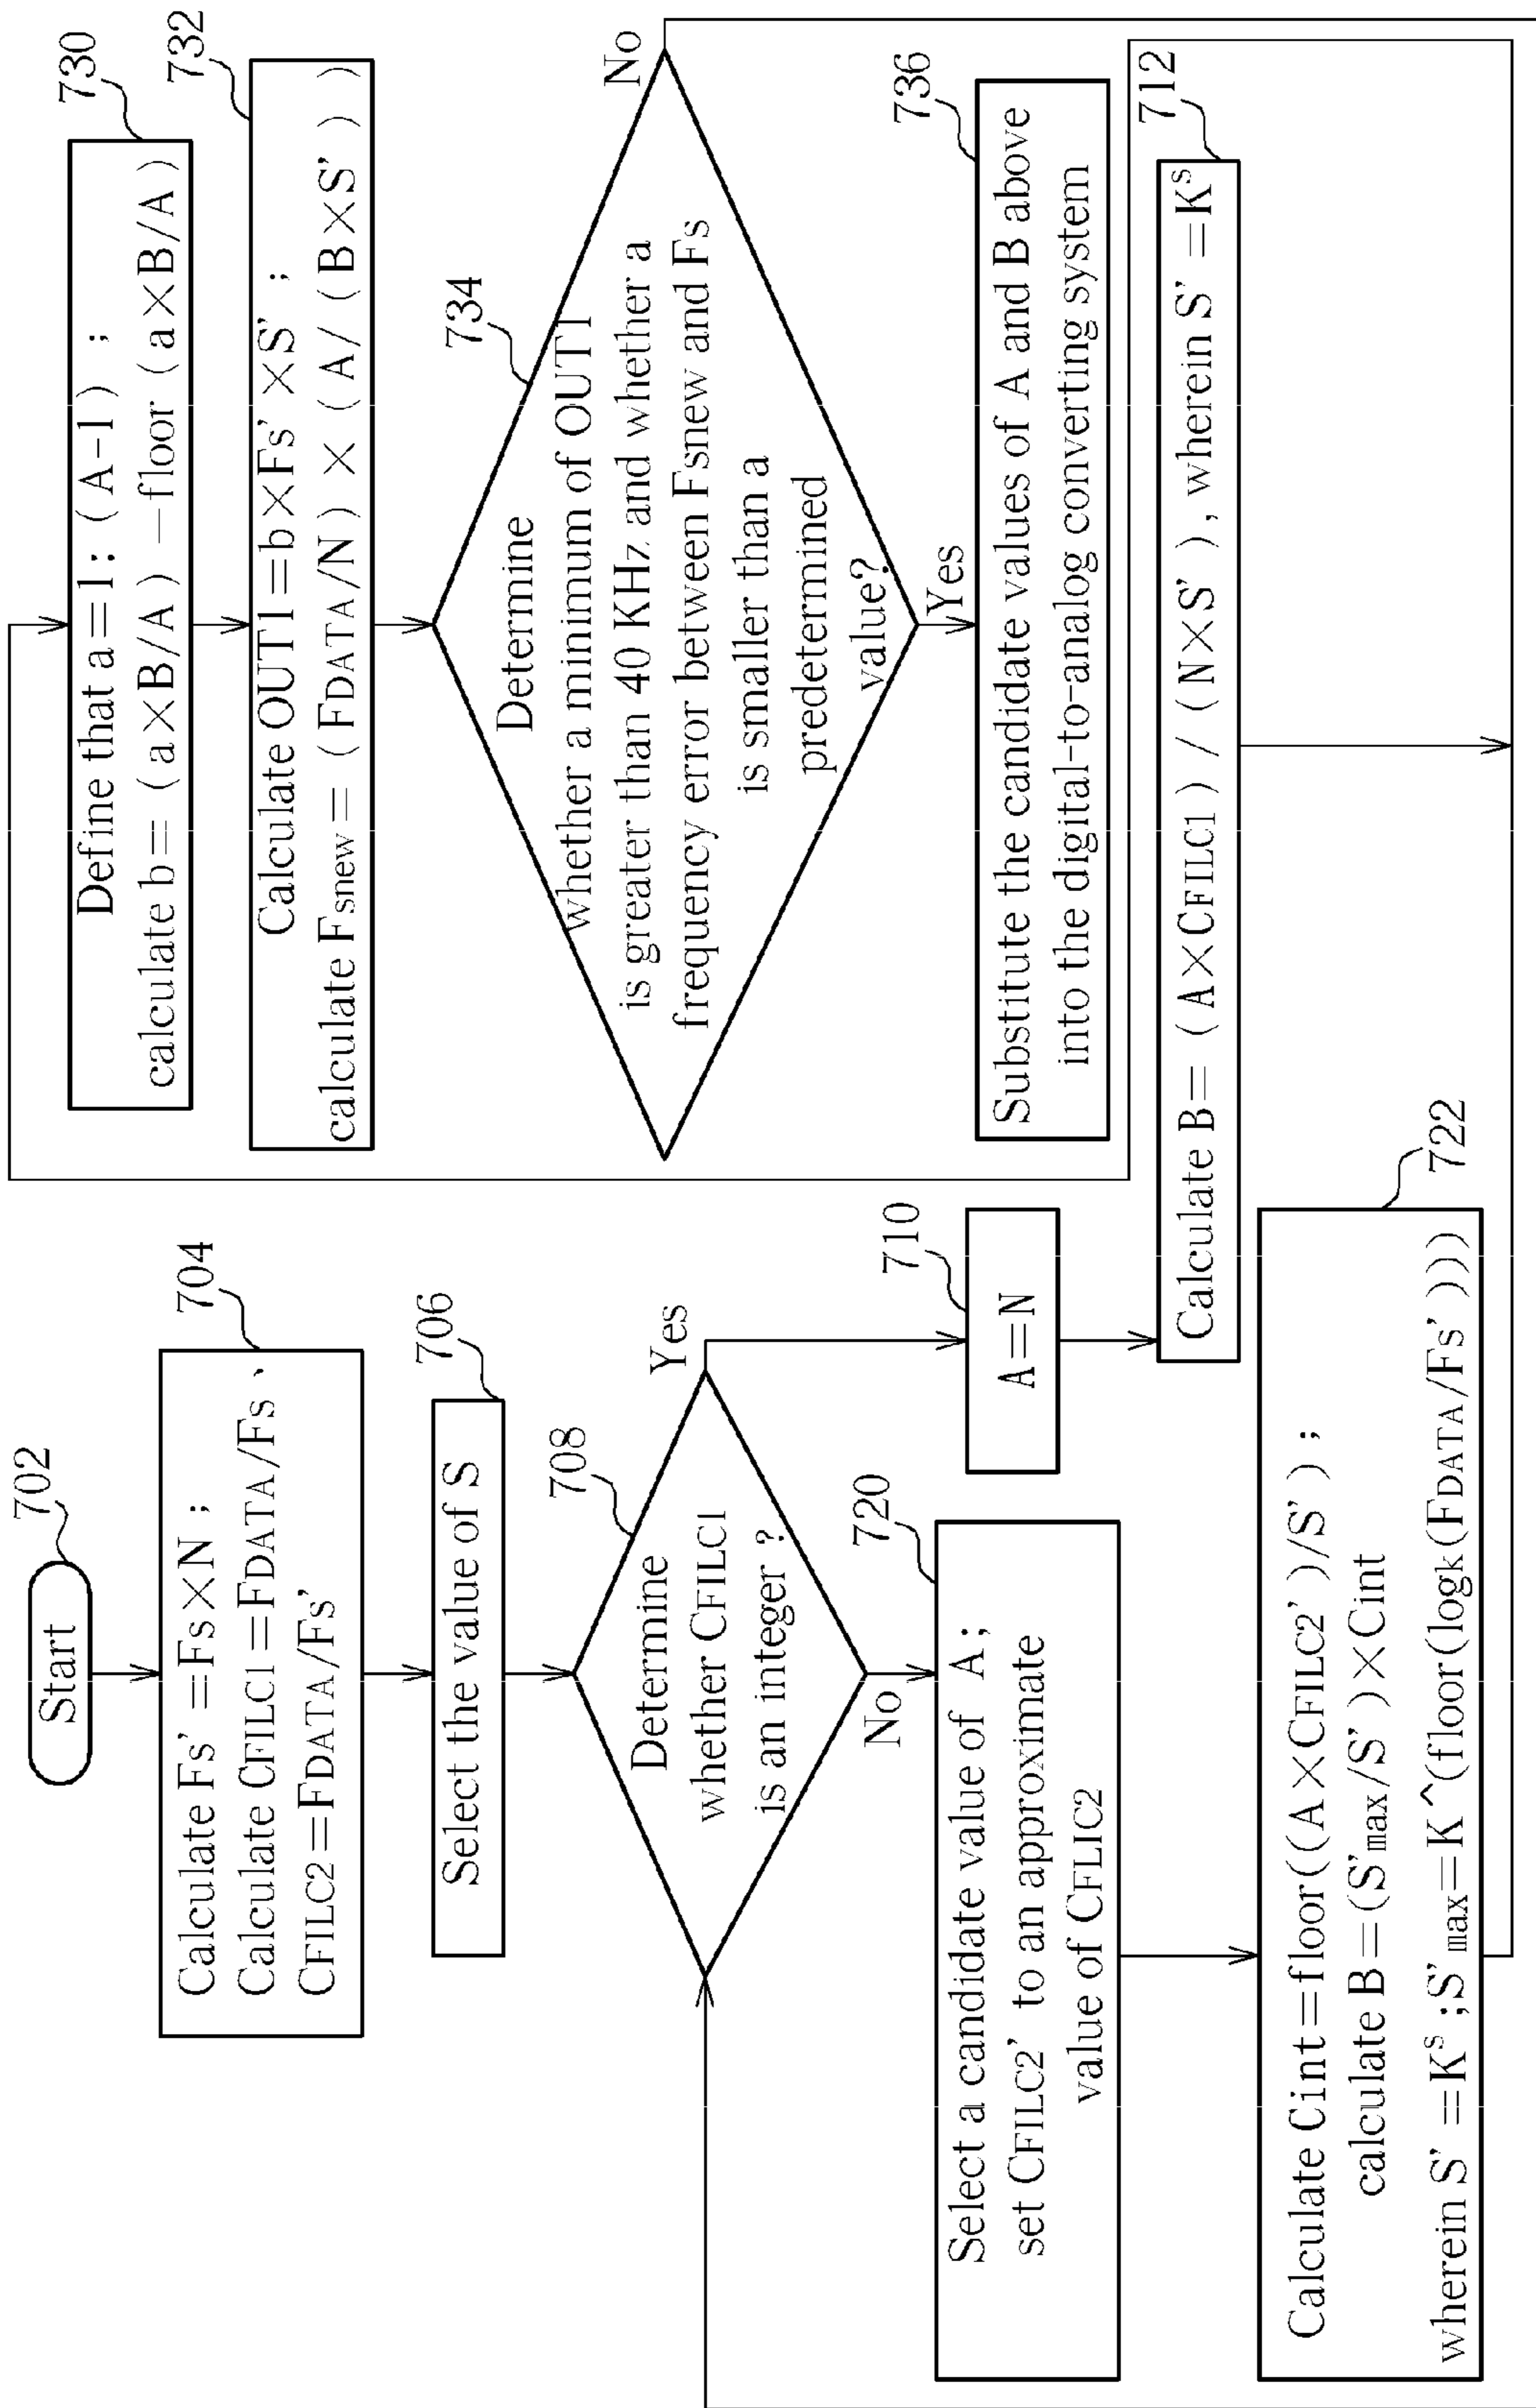 Start
702
Calculate Fs'=Fs×N ;
Calculate CFILC1=FDATA/Fs 、
CFILC2=FDATA/Fs'
704
Select the value of S
706
Determine
whether CFILC1
is an integer ?
708
Yes
No
A=N
710
Select a candidate value of A;
set CFILC2' to an approximate
value of CFLIC2
720
Calculate B= (A×CFILC1) / (N×S') , wherein S'=K^s
712
Calculate Cint=floor((A×CFILC2')/S') ;
calculate B=(S'max/S')×Cint
wherein S'=K^s ;S'max=K^(floor(logk(FDATA/Fs')))
722
Define that a=1: (A-1) ;
calculate b= (a×B/A) -floor (a×B/A)
730
Calculate OUT1=b×Fs'×S' ;
calculate Fsnew= (FDATA/N) × (A/ (B×S') )
732
Determine
whether a minimum of OUT1
is greater than 40 KHz and whether a
frequency error between Fsnew and Fs
is smaller than a
predetermined
value?
734
No
Yes
Substitute the candidate values of A and B above
into the digital-to-analog converting system
736